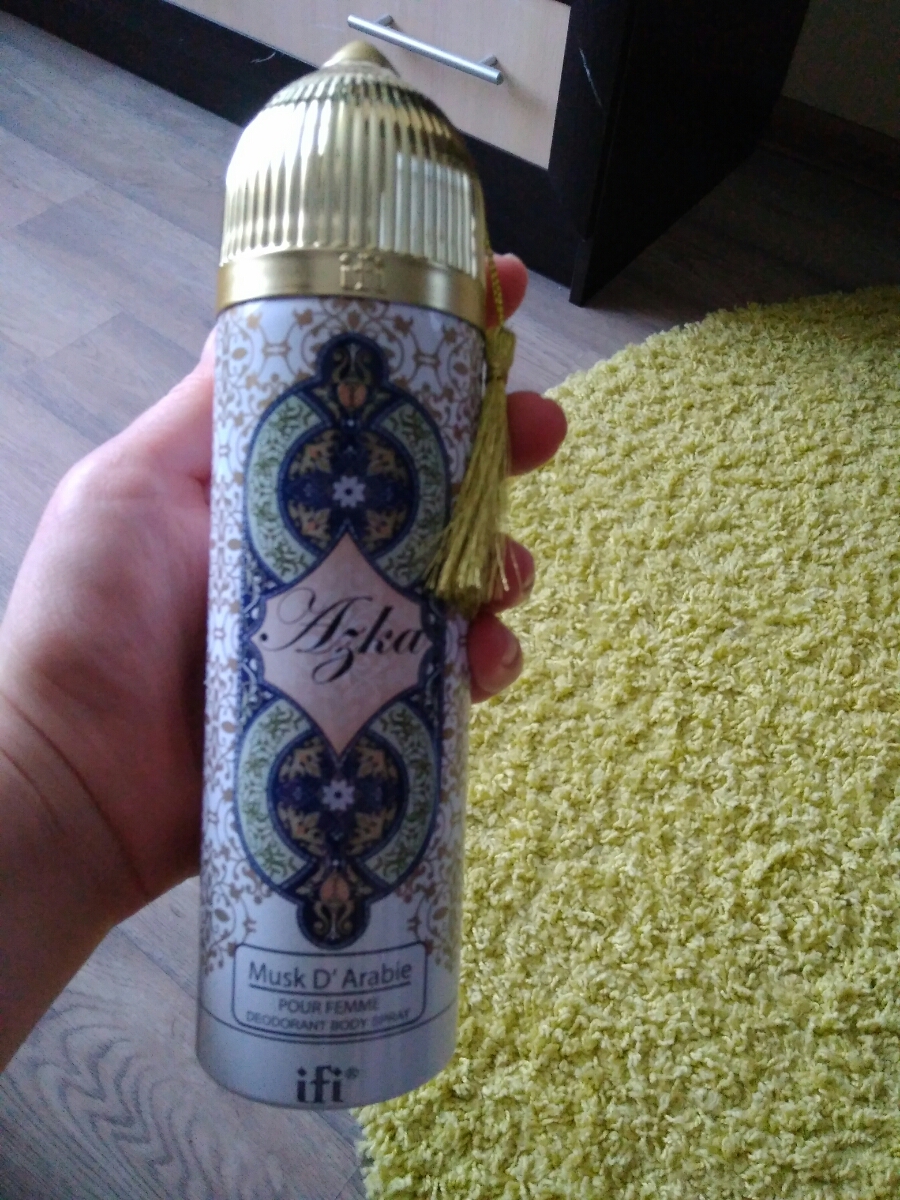 ifi
Azka
Musk D' Arabie
POUR FEMME
DEODORANT BODY SPRAY
ifi®